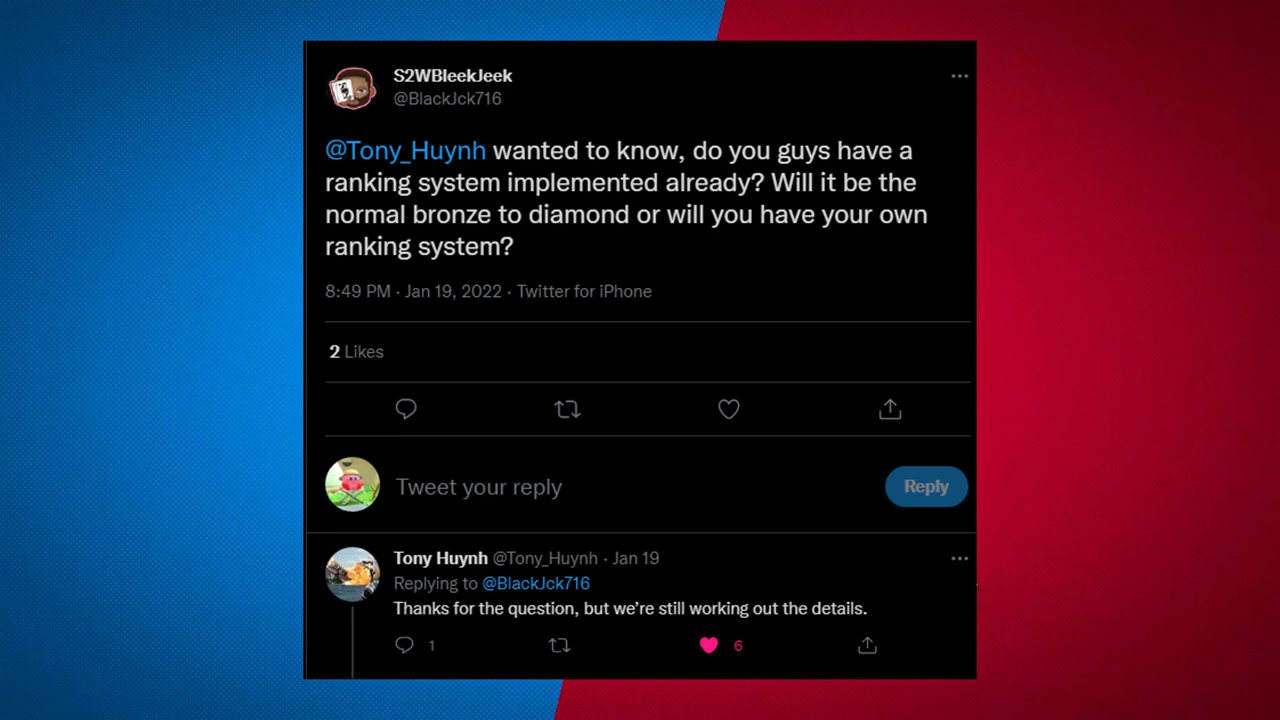 S2WBleekJeek
@BlackJck716
@Tony_Huynh wanted to know, do you guys have a
ranking system implemented already? Will it be the
normal bronze to diamond or will you have your own
ranking system?
8:49 PM · Jan 19, 2022 · Twitter for iPhone
2 Likes
Tweet your reply
Reply
Tony Huynh @Tony_Huynh · Jan 19
Replying to @BlackJck716
Thanks for the question, but we're still working out the details.
1 6